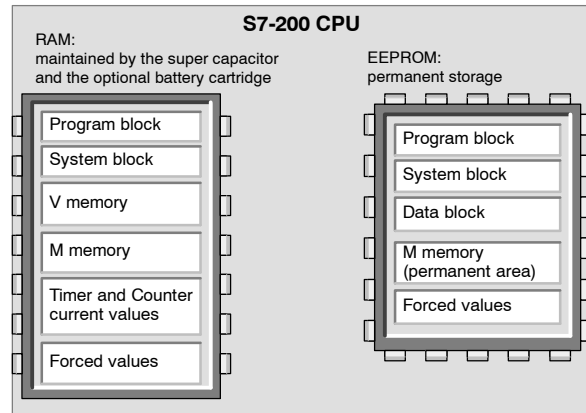 S7-200 CPU
RAM:
maintained by the super capacitor
and the optional battery cartridge
Program block
System block
V memory
M memory
Timer and Counter
current values
Forced values
EEPROM:
permanent storage
Program block
System block
Data block
M memory
(permanent area)
Forced values